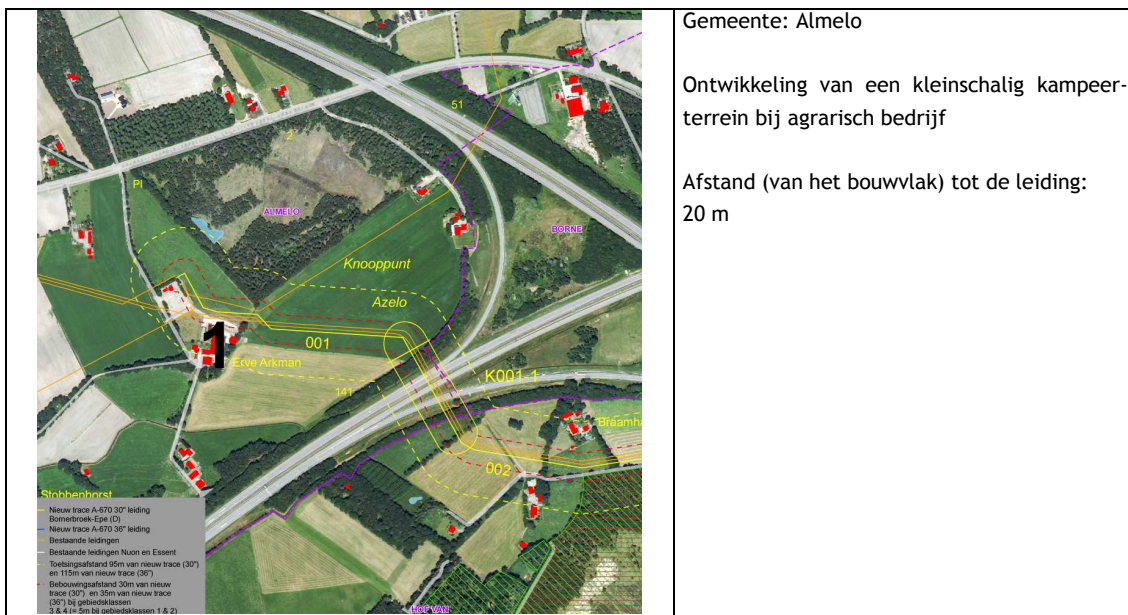 Gemeente: Almelo
Ontwikkeling van een kleinschalig kampeer-
terrein bij agrarisch bedrijf
Afstand (van het bouwvlak) tot de leiding:
20 m
51
2
Pl
ALMELO
BORNE
Knooppunt
Azelo
001
1
Erve Arkman
K001-1
141
002
Stobbenhorst
Nieuw trace A-670 30" leiding
Bornerbroek-Epe (D)
Nieuw trace A-670 36" leiding
Bestaande leidingen
Bestaande leidingen Nuon en Essent
Toetsingsafstand 95m van nieuw trace (30")
en 115m van nieuw trace (36")
Bebouwingsafstand 30m van nieuw
trace (30") en 35m van nieuw trace
(36") bij gebiedsklassen
3 & 4 (= 5m bij gebiedsklassen 1 & 2)
HOF VAN